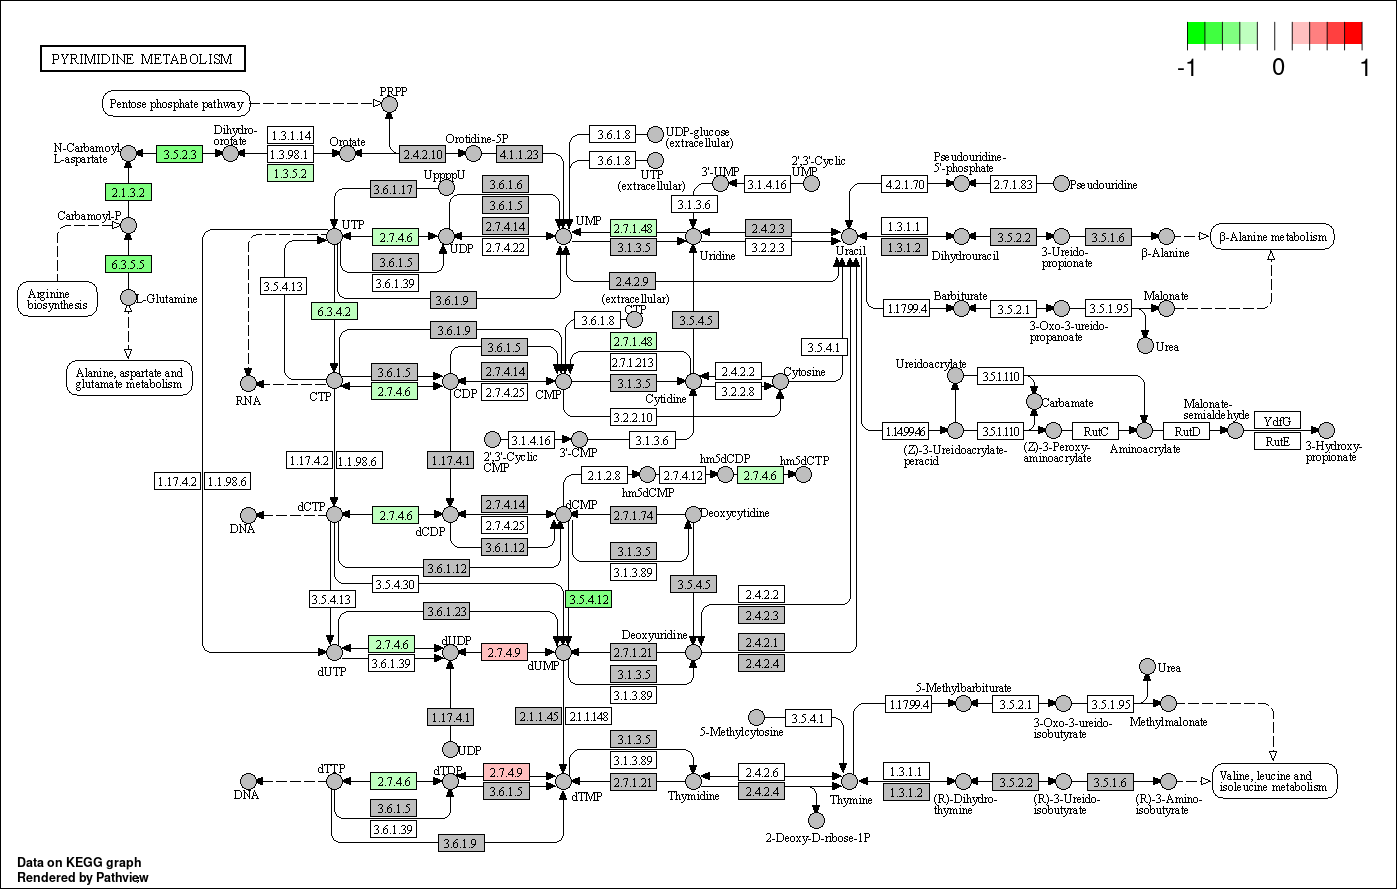 PYRIMIDINE METABOLISM
-1
0
1
Pentose phosphate pathway
PRPP
N-Carbamoyl-
L-aspartate
3.5.2.3
Dihydro-
orotate
1.3.1.14
1.3.98.1
1.3.5.2
Orotate
2.4.2.10
Orotidine-5P
4.1.1.23
3.6.1.8
UDP-glucose
(extracellular)
3.6.1.8
UTP
(extracellular)
2.1.3.2
Carbamoyl-P
6.3.5.5
L-Glutamine
Arginine
biosynthesis
Alanine, aspartate and
glutamate metabolism
3.6.1.17
UppppU
3.6.1.6
3.6.1.5
2.7.4.14
2.7.4.22
3'-UMP
3.1.4.16
2',3'-Cyclic
UMP
3.1.3.6
Pseudouridine-
5'-phosphate
4.2.1.70
2.7.1.83
Pseudouridine
UTP
2.7.4.6
UDP
3.6.1.5
3.6.1.39
UMP
2.7.1.48
3.1.3.5
Uridine
2.4.2.3
3.2.2.3
Uracil
1.3.1.1
1.3.1.2
Dihydrouracil
3.5.2.2
3-Ureido-
propionate
3.5.1.6
β-Alanine
β-Alanine metabolism
3.5.4.13
3.6.1.9
2.4.2.9
(extracellular)
CTP
3.6.1.8
6.3.4.2
3.6.1.9
3.5.4.5
1.1.7.99.4
Barbiturate
3.5.2.1
3-Oxo-3-ureido-
propanoate
3.5.1.95
Malonate
Urea
3.6.1.5
2.7.1.48
2.7.1.213
3.5.4.1
RNA
CTP
3.6.1.5
2.7.4.6
CDP
2.7.4.14
2.7.4.25
CMP
3.1.3.5
Cytidine
2.4.2.2
3.2.2.8
Cytosine
3.2.2.10
Ureidoacrylate
3.5.1.110
Carbamate
1.14.99.46
(Z)-3-Ureidoacrylate-
peracid
3.5.1.110
(Z)-3-Peroxy-
aminoacrylate
RutC
Aminoacrylate
RutD
Malonate-
semialdehyde
YdfG
RutE
3-Hydroxy-
propionate
2',3'-Cyclic
CMP
3.1.4.16
3'-CMP
3.1.3.6
1.17.4.2
1.1.98.6
1.17.4.1
1.17.4.2
1.1.98.6
2.1.2.8
hm5dCMP
2.7.4.12
hm5dCDP
2.7.4.6
hm5dCTP
DNA
dCTP
2.7.4.6
dCDP
2.7.4.14
2.7.4.25
3.6.1.12
dCMP
2.7.1.74
Deoxycytidine
3.1.3.5
3.1.3.89
3.6.1.12
3.5.4.30
3.5.4.13
3.5.4.12
3.5.4.5
3.6.1.23
2.4.2.2
2.4.2.3
dUTP
2.7.4.6
3.6.1.39
dUDP
2.7.4.9
dUMP
Deoxyuridine
2.7.1.21
3.1.3.5
3.1.3.89
2.4.2.1
2.4.2.4
1.17.4.1
UDP
2.1.1.45
2.1.1.148
5-Methylcytosine
3.5.4.1
1.1.7.99.4
5-Methylbarbiturate
3.5.2.1
3-Oxo-3-ureido-
isobutyrate
3.5.1.95
Urea
Methylmalonate
DNA
dTTP
2.7.4.6
3.6.1.5
3.6.1.39
dTDP
2.7.4.9
3.6.1.5
dTMP
3.1.3.5
3.1.3.89
2.7.1.21
Thymidine
2.4.2.6
2.4.2.4
2-Deoxy-D-ribose-1P
Thymine
1.3.1.1
1.3.1.2
(R)-Dihydro-
thymine
3.5.2.2
(R)-3-Ureido-
isobutyrate
3.5.1.6
(R)-3-Amino-
isobutyrate
Valine, leucine and
isoleucine metabolism
3.6.1.9
Data on KEGG graph
Rendered by Pathview